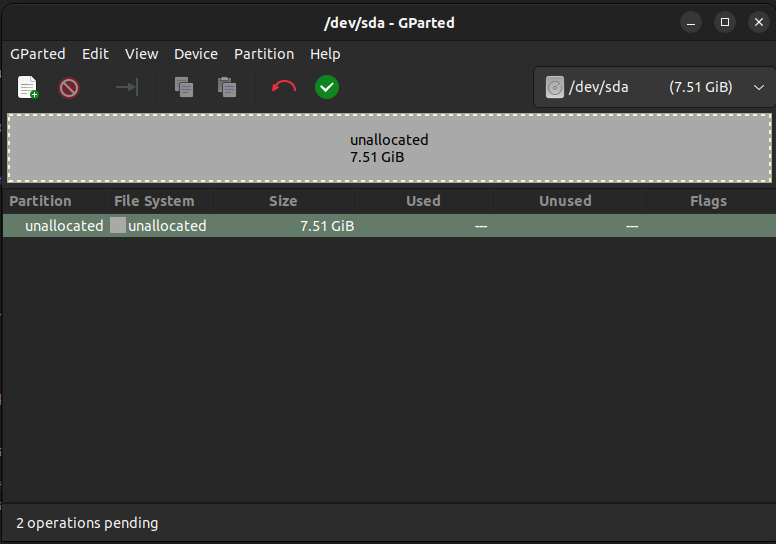 /dev/sda - GParted
GParted Edit View Device Partition Help
/dev/sda (7.51 GiB)
unallocated
7.51 GiB
Partition File System Size Used Unused Flags
unallocated unallocated 7.51 GiB --- ---
2 operations pending